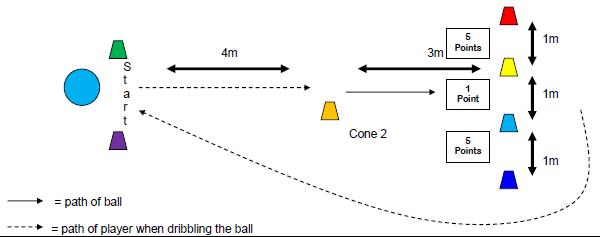 5
Points
1m
4m
3m
S
t
a
r
t
1
Point
1m
Cone 2
5
Points
1m
= path of ball
= path of player when dribbling the ball